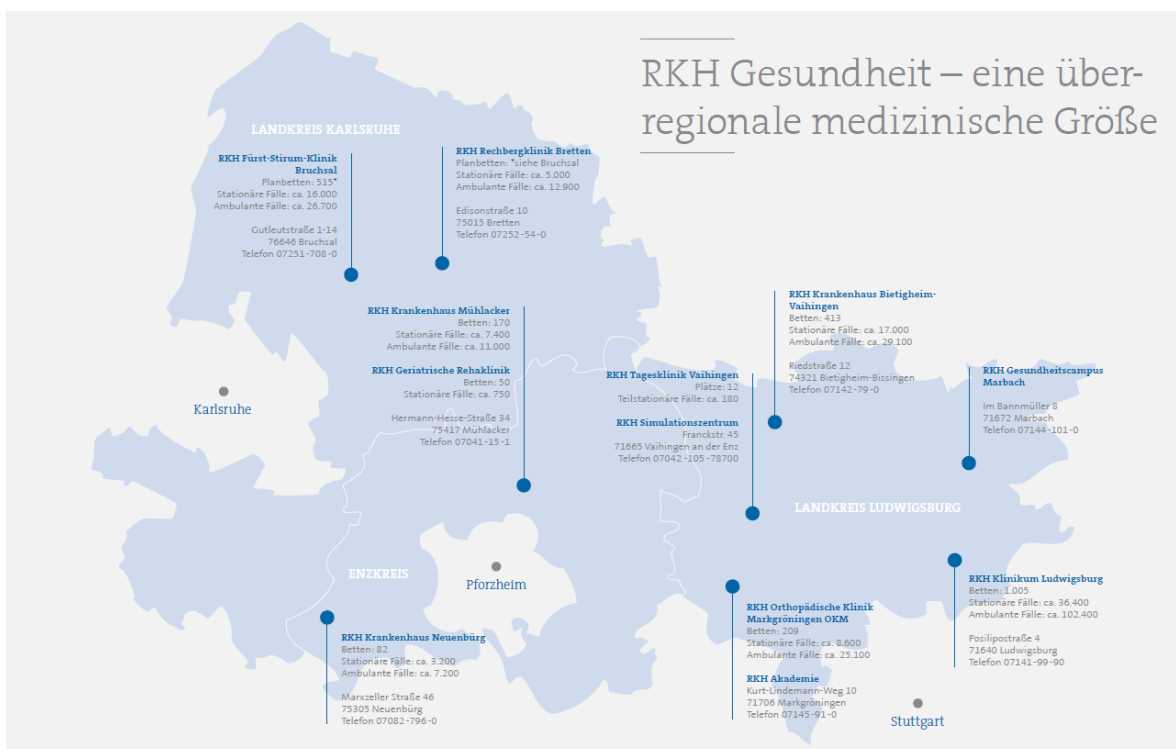 RKH Gesundheit – eine über-
regionale medizinische Größe
LANDKREIS KARLSRUHE
RKH Fürst-Stirum-Klinik
Bruchsal
Planbetten: 515*
Stationäre Fälle: ca. 16.000
Ambulante Fälle: ca. 26.700
Gutleutstraße 1-14
76646 Bruchsal
Telefon 07251-708-0
RKH Rechbergklinik Bretten
Planbetten: *siehe Bruchsal
Stationäre Fälle: ca. 5.000
Ambulante Fälle: ca. 12.900
Edisonstraße 10
75015 Bretten
Telefon 07252-54-0
RKH Krankenhaus Mühlacker
Betten: 170
Stationäre Fälle: ca. 7.400
Ambulante Fälle: ca. 11.000
RKH Geriatrische Rehaklinik
Betten: 50
Stationäre Fälle: ca. 750
Hermann-Hesse-Straße 34
75417 Mühlacker
Telefon 07041-15-1
RKH Krankenhaus Bietigheim-
Vaihingen
Betten: 413
Stationäre Fälle: ca. 17.000
Ambulante Fälle: ca. 29.100
Riedstraße 12
74321 Bietigheim-Bissingen
Telefon 07142-79-0
RKH Tagesklinik Vaihingen
Plätze: 12
Teilstationäre Fälle: ca. 180
RKH Simulationszentrum
Franckstr. 45
71665 Vaihingen an der Enz
Telefon 07042-105-78700
RKH Gesundheitscampus
Marbach
Im Bannmüller 8
71672 Marbach
Telefon 07144-101-0
Karlsruhe
LANDKREIS LUDWIGSBURG
ENZKREIS
Pforzheim
RKH Klinikum Ludwigsburg
Betten: 1.005
Stationäre Fälle: ca. 36.400
Ambulante Fälle: ca. 102.400
Posilipostraße 4
71640 Ludwigsburg
Telefon 07141-99-90
RKH Orthopädische Klinik
Markgröningen OKM
Betten: 209
Stationäre Fälle: ca. 8.600
Ambulante Fälle: ca. 25.100
RKH Akademie
Kurt-Lindemann-Weg 10
71706 Markgröningen
Telefon 07145-91-0
RKH Krankenhaus Neuenbürg
Betten: 82
Stationäre Fälle: ca. 3.200
Ambulante Fälle: ca. 7.200
Marxzeller Straße 46
75305 Neuenbürg
Telefon 07082-796-0
Stuttgart